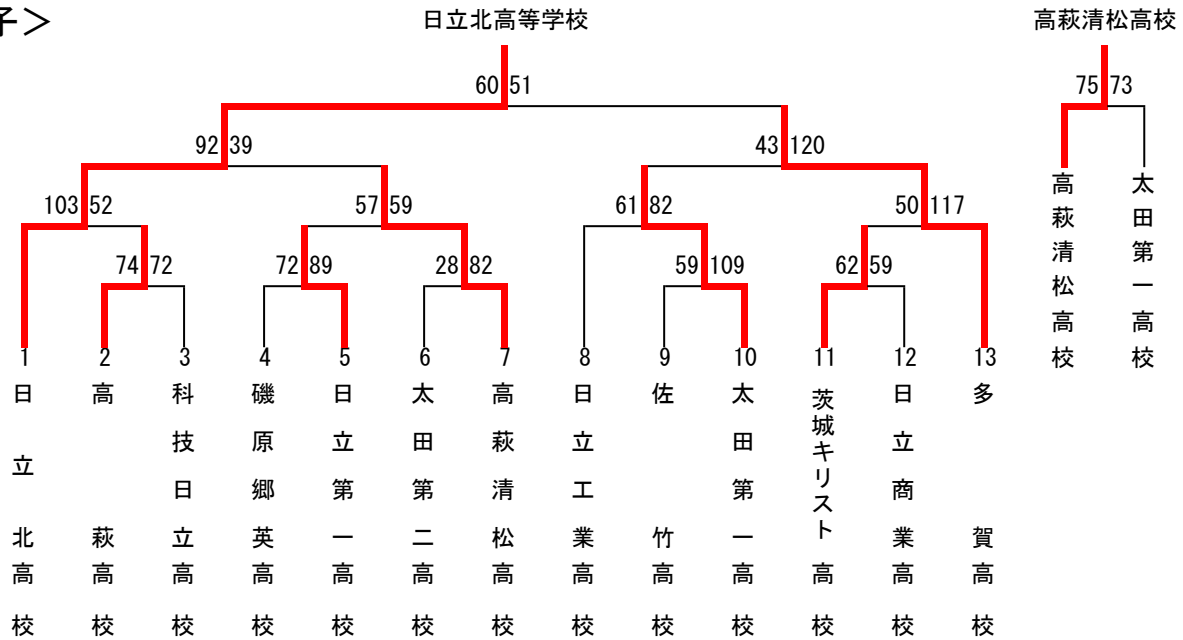 子＞
日立北高等学校
高萩清松高校
60 51
75 73
92 39
43 120
103 52
57 59
61 82
50 117
74 72
72 89
28 82
59 109
62 59
高萩清松高校
太田第一高校
1 2 3 4 5 6 7 8 9 10 11 12 13
日立北高校
高萩高校
科技日立高校
磯原郷英高校
日立第一高校
太田第二高校
高萩清松高校
日立工業高校
佐竹高校
太田第一高校
茨城キリスト高校
日立商業高校
多賀高校